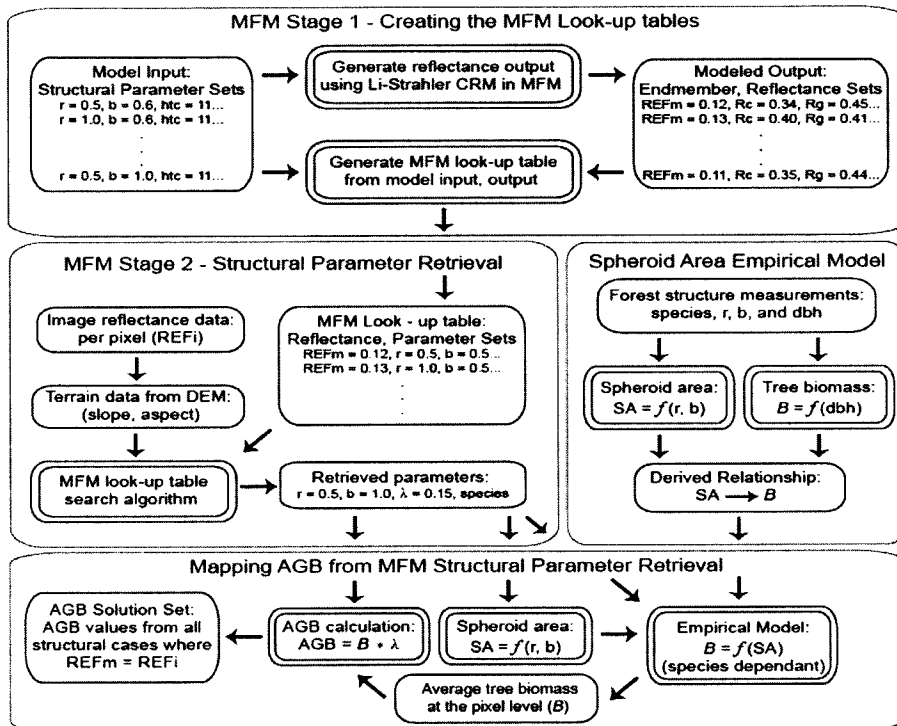 MFM Stage 1 - Creating the MFM Look-up tables
Model Input:
Structural Parameter Sets
r = 0.5, b = 0.6, htc = 11...
r = 1.0, b = 0.6, htc = 11...
.
.
.
r = 0.5, b = 1.0, htc = 11...
Generate reflectance output
using Li-Strahler CRM in MFM
Modeled Output:
Endmember, Reflectance Sets
REFm = 0.12, Rc = 0.34, Rg = 0.45...
REFm = 0.13, Rc = 0.40, Rg = 0.41...
.
.
.
REFm = 0.11, Rc = 0.35, Rg = 0.44...
Generate MFM look-up table
from model input, output
MFM Stage 2 - Structural Parameter Retrieval
Image reflectance data:
per pixel (REFi)
Terrain data from DEM:
(slope, aspect)
MFM look-up table
search algorithm
MFM Look - up table:
Reflectance, Parameter Sets
REFm = 0.12, r = 0.5, b = 0.5...
REFm = 0.13, r = 1.0, b = 0.5...
.
.
.
Retrieved parameters:
r = 0.5, b = 1.0, λ = 0.15, species
Spheroid Area Empirical Model
Forest structure measurements:
species, r, b, and dbh
Spheroid area:
SA = f(r, b)
Tree biomass:
B = f(dbh)
Derived Relationship:
SA → B
Mapping AGB from MFM Structural Parameter Retrieval
AGB Solution Set:
AGB values from all
structural cases where
REFm = REFi
AGB calculation:
AGB = B * λ
Spheroid area:
SA = f(r, b)
Empirical Model:
B = f(SA)
(species dependant)
Average tree biomass
at the pixel level (B)